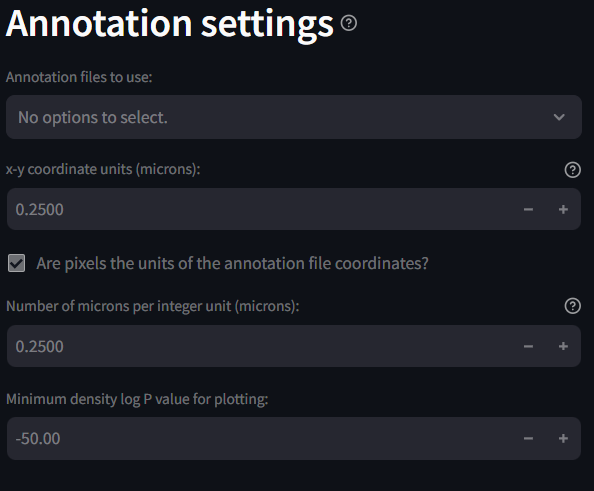 Annotation settings
Annotation files to use:
No options to select.
x-y coordinate units (microns):
0.2500
Are pixels the units of the annotation file coordinates?
Number of microns per integer unit (microns):
0.2500
Minimum density log P value for plotting:
-50.00